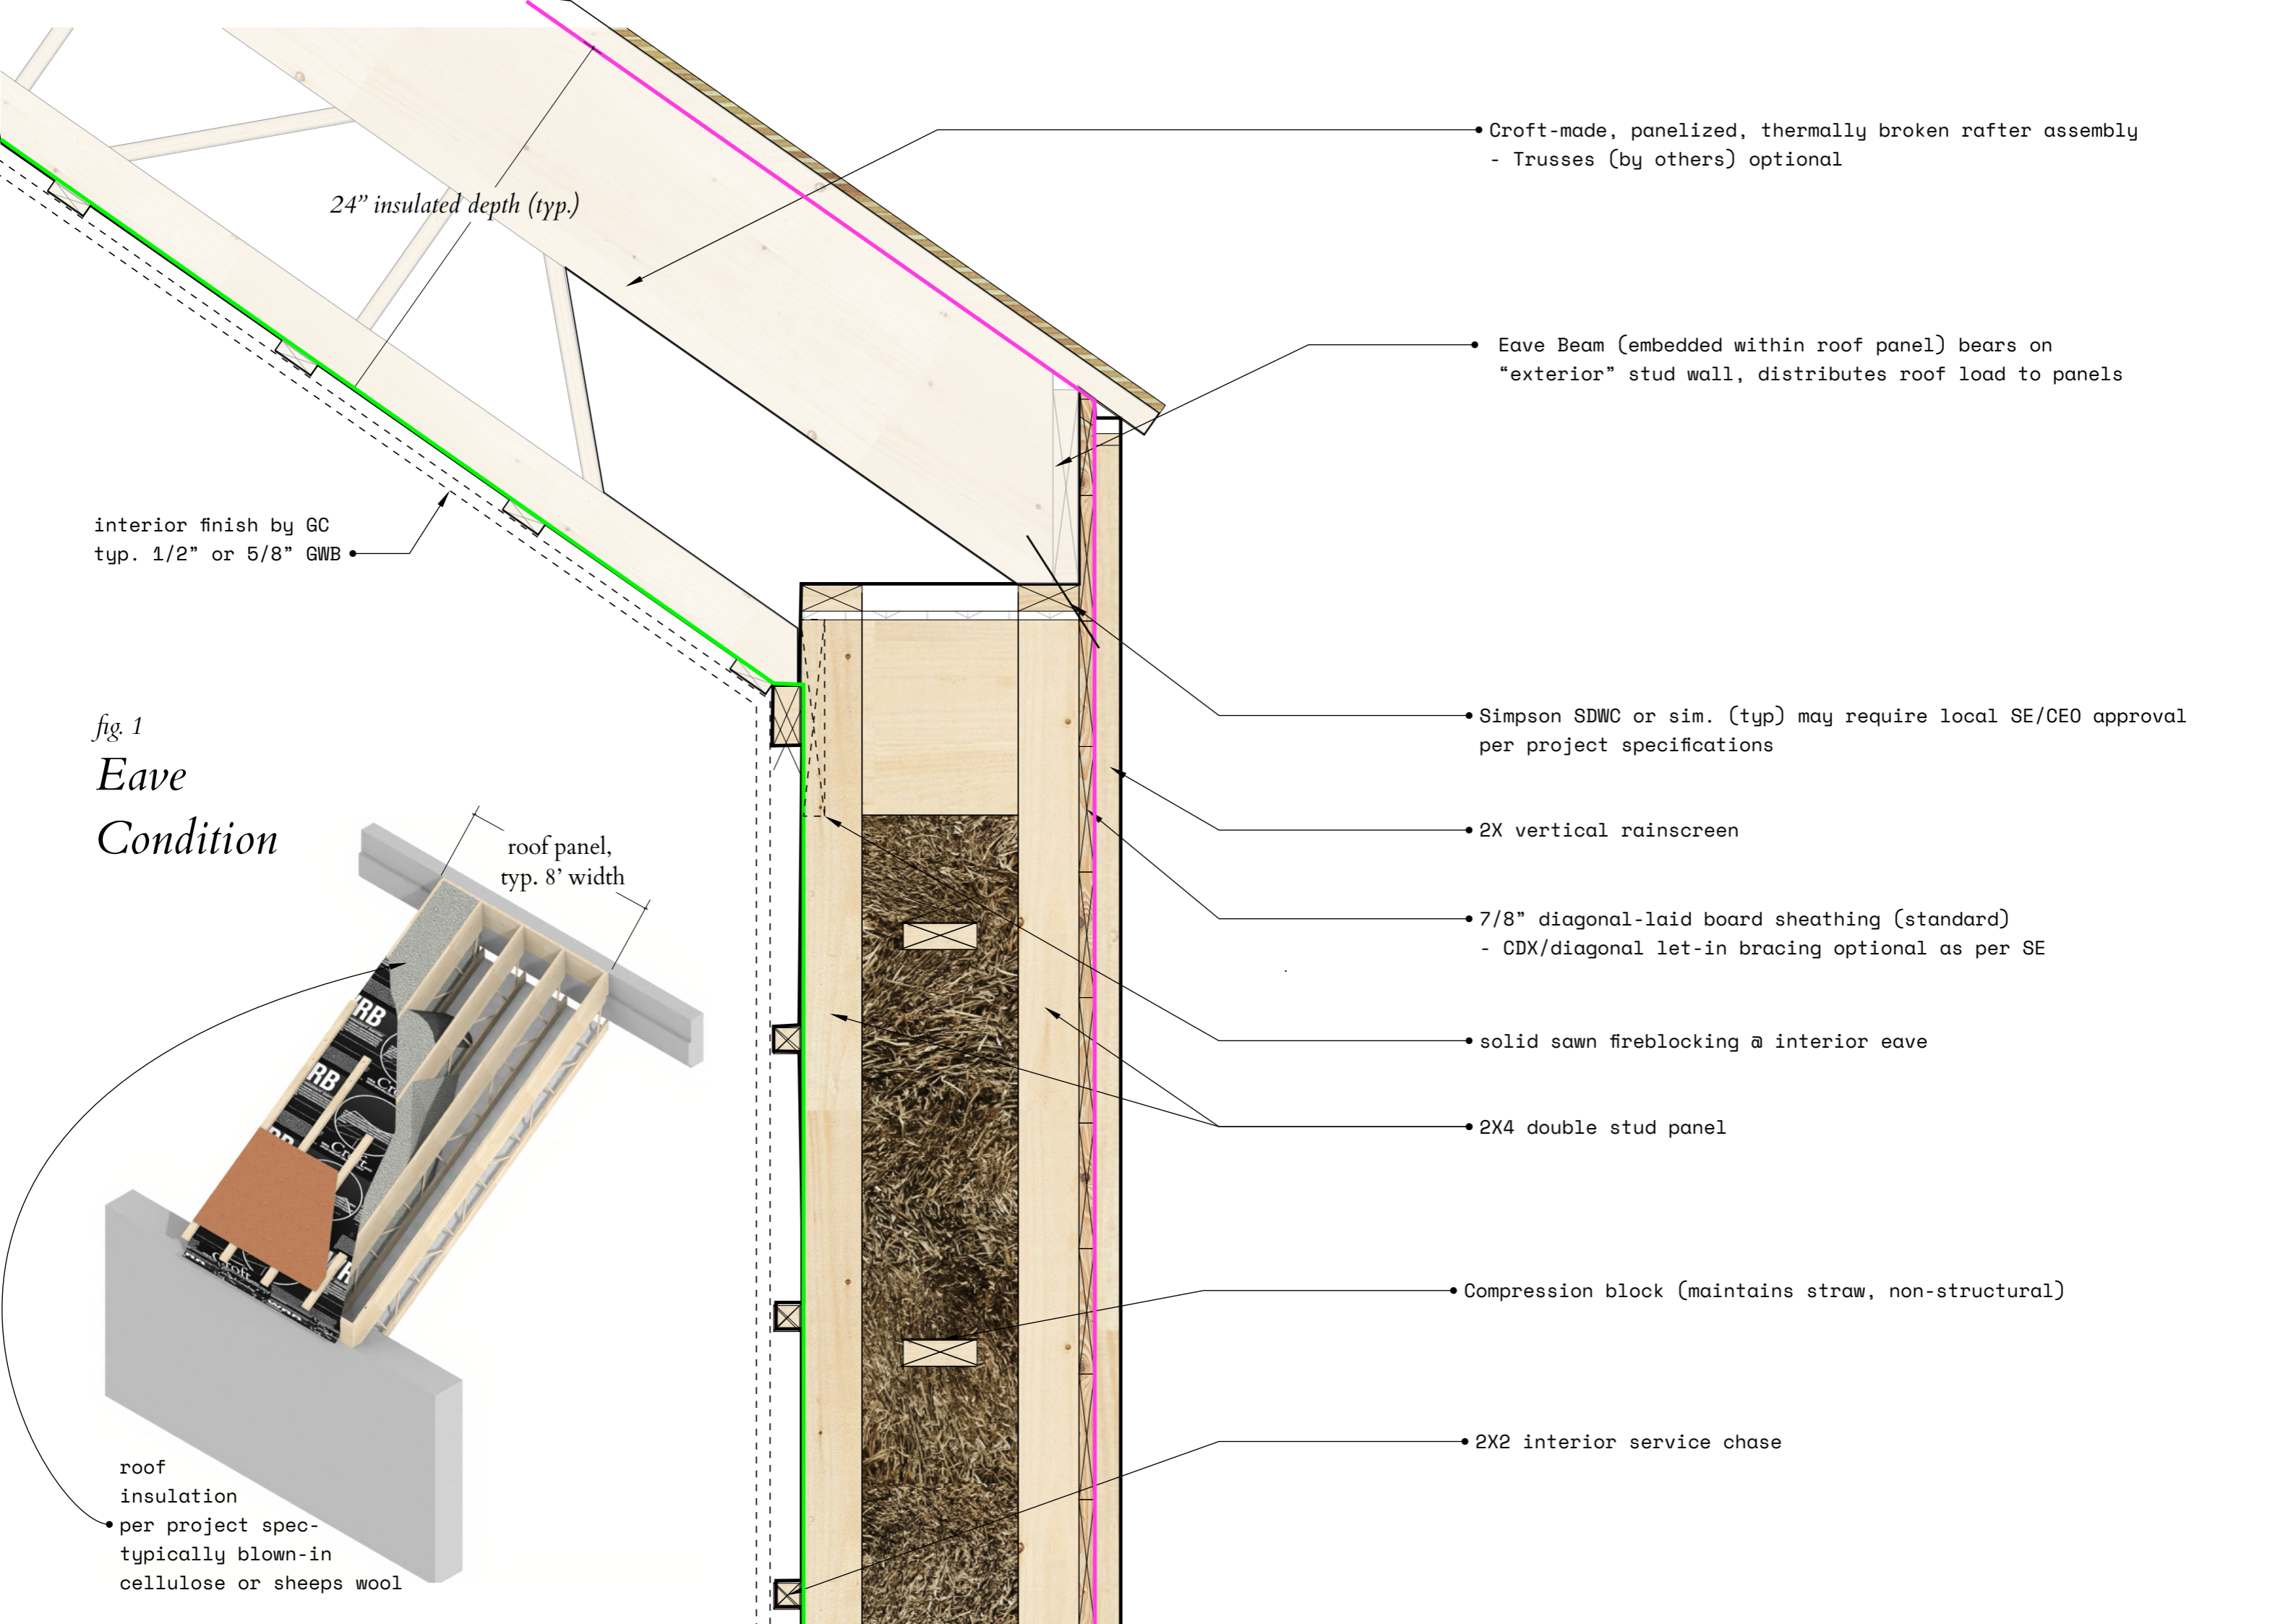 Croft-made, panelized, thermally broken rafter assembly
- Trusses (by others) optional
24” insulated depth (typ.)
Eave Beam (embedded within roof panel) bears on
“exterior” stud wall, distributes roof load to panels
interior finish by GC
typ. 1/2” or 5/8” GWB
fig. 1
Eave
Condition
Simpson SDWC or sim. (typ) may require local SE/CEO approval
per project specifications
2X vertical rainscreen
roof panel,
typ. 8’ width
7/8” diagonal-laid board sheathing (standard)
- CDX/diagonal let-in bracing optional as per SE
solid sawn fireblocking @ interior eave
2X4 double stud panel
Compression block (maintains straw, non-structural)
2X2 interior service chase
RB
RB
Croft
roof
insulation
per project spec-
typically blown-in
cellulose or sheeps wool